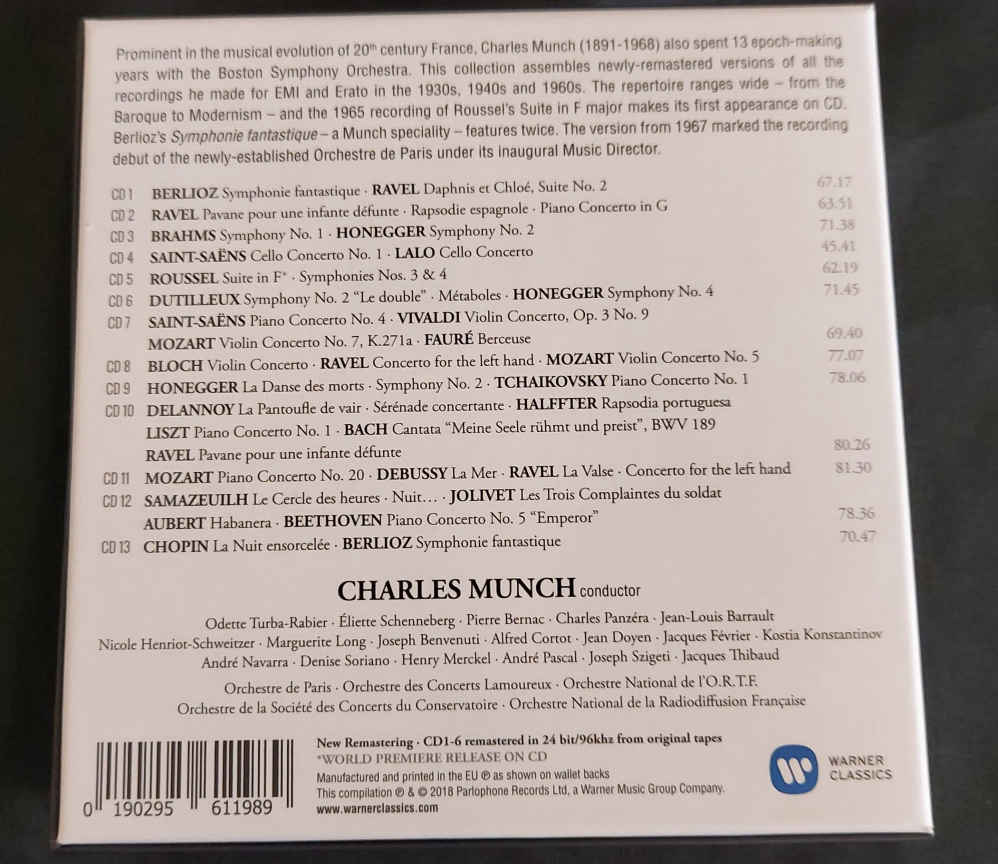 Prominent in the musical evolution of 20th century France, Charles Munch (1891-1968) also spent 13 epoch-making
years with the Boston Symphony Orchestra. This collection assembles newly-remastered versions of all the
recordings he made for EMI and Erato in the 1930s, 1940s and 1960s. The repertoire ranges wide – from the
Baroque to Modernism – and the 1965 recording of Roussel's Suite in F major makes its first appearance on CD.
Berlioz's Symphonie fantastique – a Munch speciality – features twice. The version from 1967 marked the recording
debut of the newly-established Orchestre de Paris under its inaugural Music Director.
CD 1 BERLIOZ Symphonie fantastique · RAVEL Daphnis et Chloé, Suite No. 2 67.17
CD 2 RAVEL Pavane pour une infante défunte · Rapsodie espagnole · Piano Concerto in G 63.51
CD 3 BRAHMS Symphony No. 1 · HONEGGER Symphony No. 2 71.38
CD 4 SAINT-SAËNS Cello Concerto No. 1 · LALO Cello Concerto 45.41
CD 5 ROUSSEL Suite in F* · Symphonies Nos. 3 & 4 62.19
CD 6 DUTILLEUX Symphony No. 2 “Le double” · Métaboles · HONEGGER Symphony No. 4 71.45
CD 7 SAINT-SAËNS Piano Concerto No. 4 · VIVALDI Violin Concerto, Op. 3 No. 9
MOZART Violin Concerto No. 7, K.271a · FAURÉ Berceuse 69.40
CD 8 BLOCH Violin Concerto · RAVEL Concerto for the left hand · MOZART Violin Concerto No. 5 77.07
CD 9 HONEGGER La Danse des morts · Symphony No. 2 · TCHAIKOVSKY Piano Concerto No. 1 78.06
CD 10 DELANNOY La Pantoufle de vair · Sérénade concertante · HALFFTER Rapsodia portuguesa
LISZT Piano Concerto No. 1 · BACH Cantata “Meine Seele rühmt und preist”, BWV 189
RAVEL Pavane pour une infante défunte 80.26
CD 11 MOZART Piano Concerto No. 20 · DEBUSSY La Mer · RAVEL La Valse · Concerto for the left hand 81.30
CD 12 SAMAZEUILH Le Cercle des heures · Nuit… · JOLIVET Les Trois Complaintes du soldat
AUBERT Habanera · BEETHOVEN Piano Concerto No. 5 “Emperor” 78.36
CD 13 CHOPIN La Nuit ensorcelée · BERLIOZ Symphonie fantastique 70.47
CHARLES MUNCH conductor
Odette Turba-Rabier · Éliette Schenneberg · Pierre Bernac · Charles Panzéra · Jean-Louis Barrault
Nicole Henriot-Schweitzer · Marguerite Long · Joseph Benvenuti · Alfred Cortot · Jean Doyen · Jacques Février · Kostia Konstantinov
André Navarra · Denise Soriano · Henry Merckel · André Pascal · Joseph Szigeti · Jacques Thibaud
Orchestre de Paris · Orchestre des Concerts Lamoureux · Orchestre National de l'O.R.T.F.
Orchestre de la Société des Concerts du Conservatoire · Orchestre National de la Radiodiffusion Française
New Remastering · CD1-6 remastered in 24 bit/96khz from original tapes
*WORLD PREMIERE RELEASE ON CD
Manufactured and printed in the EU ℗ as shown on wallet backs
This compilation ℗ & © 2018 Parlophone Records Ltd, a Warner Music Group Company.
www.warnerclassics.com
0 190295 611989
WARNER
CLASSICS